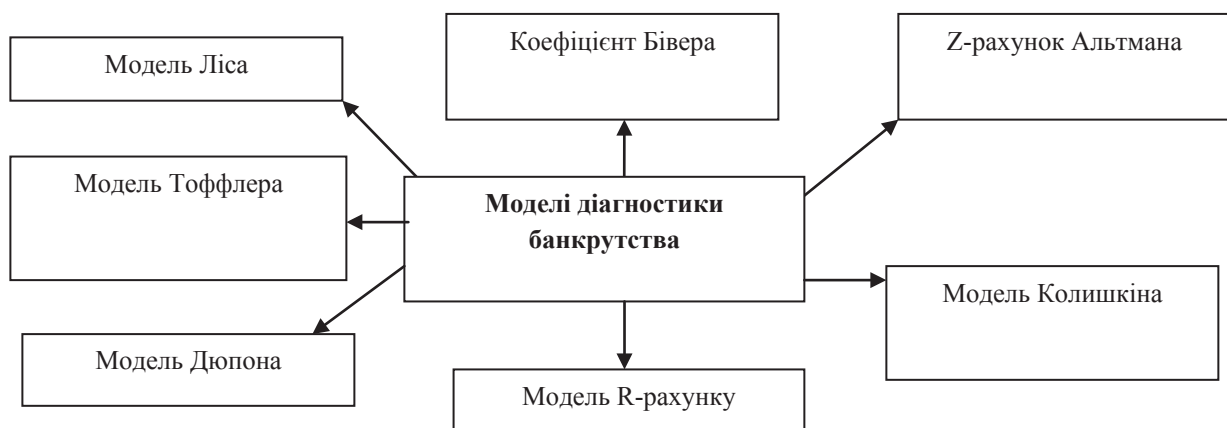 Коефіцієнт Бівера
Z-рахунок Альтмана
Модель Ліса
Модель Тоффлера
Моделі діагностики
банкрутства
Модель Колишкіна
Модель Дюпона
Модель R-рахунку